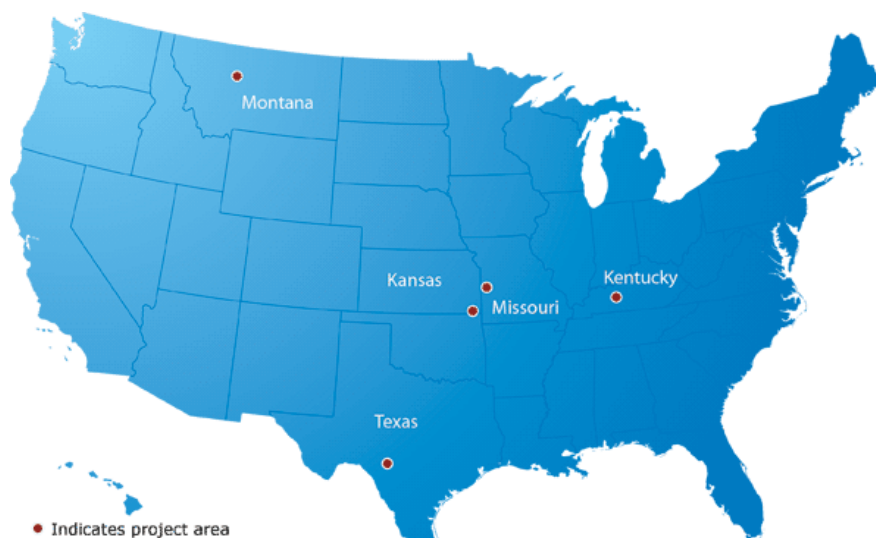 Montana
Kansas
Kentucky
Missouri
Texas
Indicates project area